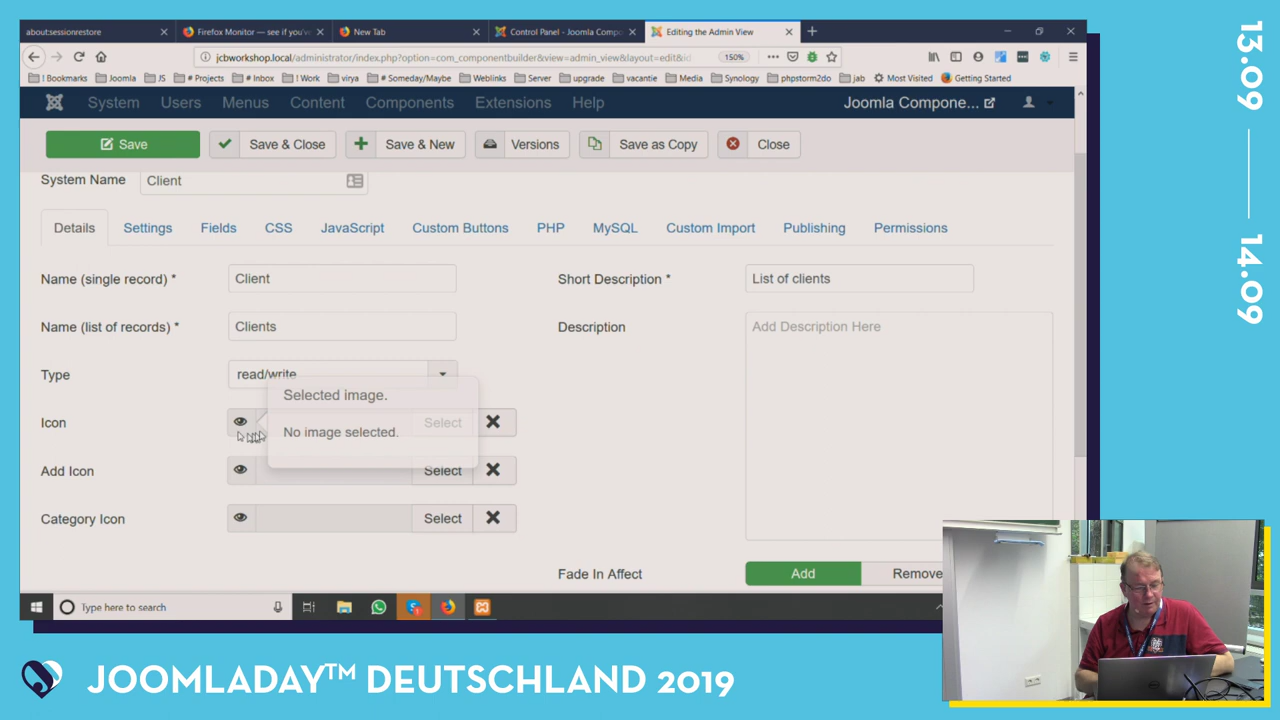 about:sessionrestore
Firefox Monitor — see if you'v
New Tab
Control Panel - Joomla Compo
Editing the Admin View
jcbworkshop.local/administrator/index.php?option=com_componentbuilder&view=admin_view&layout=edit&id
150%
! Bookmarks
Joomla
JS
# Projects
# Inbox
! Work
virya
# Someday/Maybe
Weblinks
Server
upgrade
vacantie
Media
Synology
phpstorm2do
jab
Most Visited
Getting Started
System
Users
Menus
Content
Components
Extensions
Help
Joomla Compone...
Save
Save & Close
Save & New
Versions
Save as Copy
Close
System Name
Client
Details
Settings
Fields
CSS
JavaScript
Custom Buttons
PHP
MySQL
Custom Import
Publishing
Permissions
Name (single record) *
Client
Short Description *
List of clients
Name (list of records) *
Clients
Description
Add Description Here
Type
read/write
Selected image.
Icon
Select
No image selected.
Add Icon
Select
Category Icon
Select
Fade In Affect
Add
Remove
Type here to search
JOOMLADAY™ DEUTSCHLAND 2019
13.09
14.09